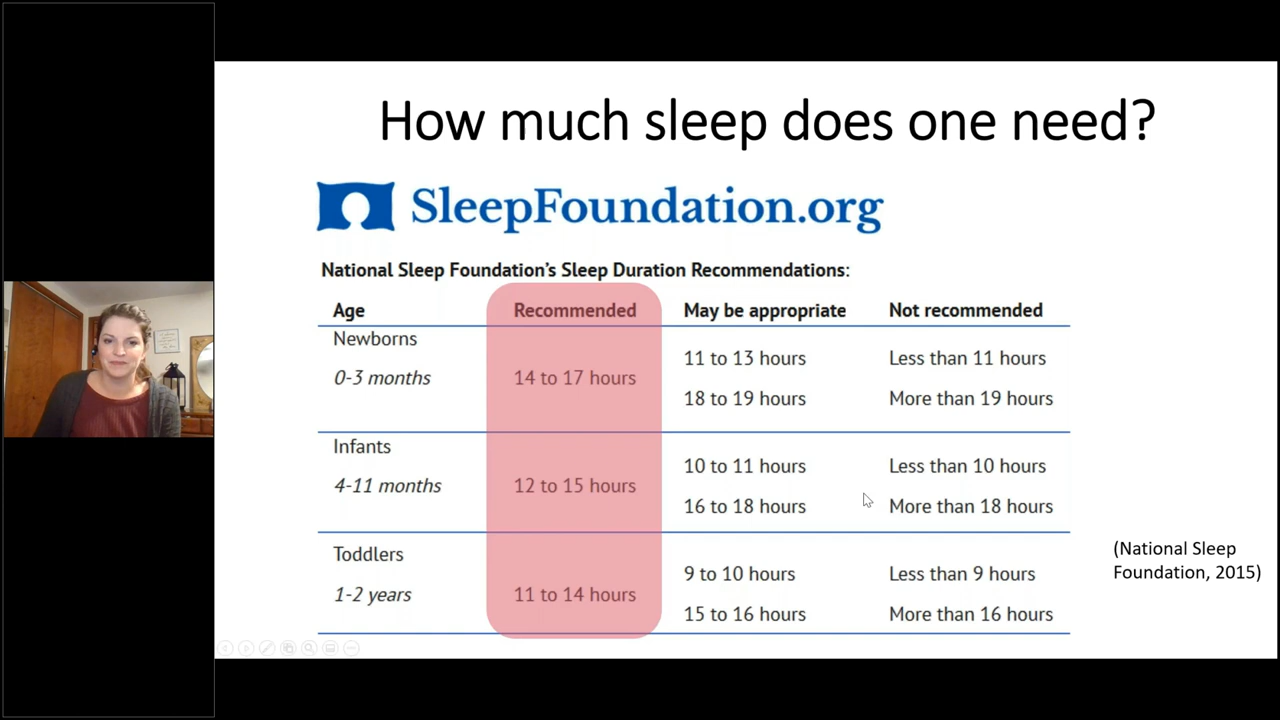 How much sleep does one need?
SleepFoundation.org
National Sleep Foundation's Sleep Duration Recommendations:
Age Recommended May be appropriate Not recommended
Newborns
0-3 months 14 to 17 hours
11 to 13 hours Less than 11 hours
18 to 19 hours More than 19 hours
Infants
4-11 months 12 to 15 hours
10 to 11 hours Less than 10 hours
16 to 18 hours More than 18 hours
Toddlers
1-2 years 11 to 14 hours
9 to 10 hours Less than 9 hours
15 to 16 hours More than 16 hours
(National Sleep
Foundation, 2015)